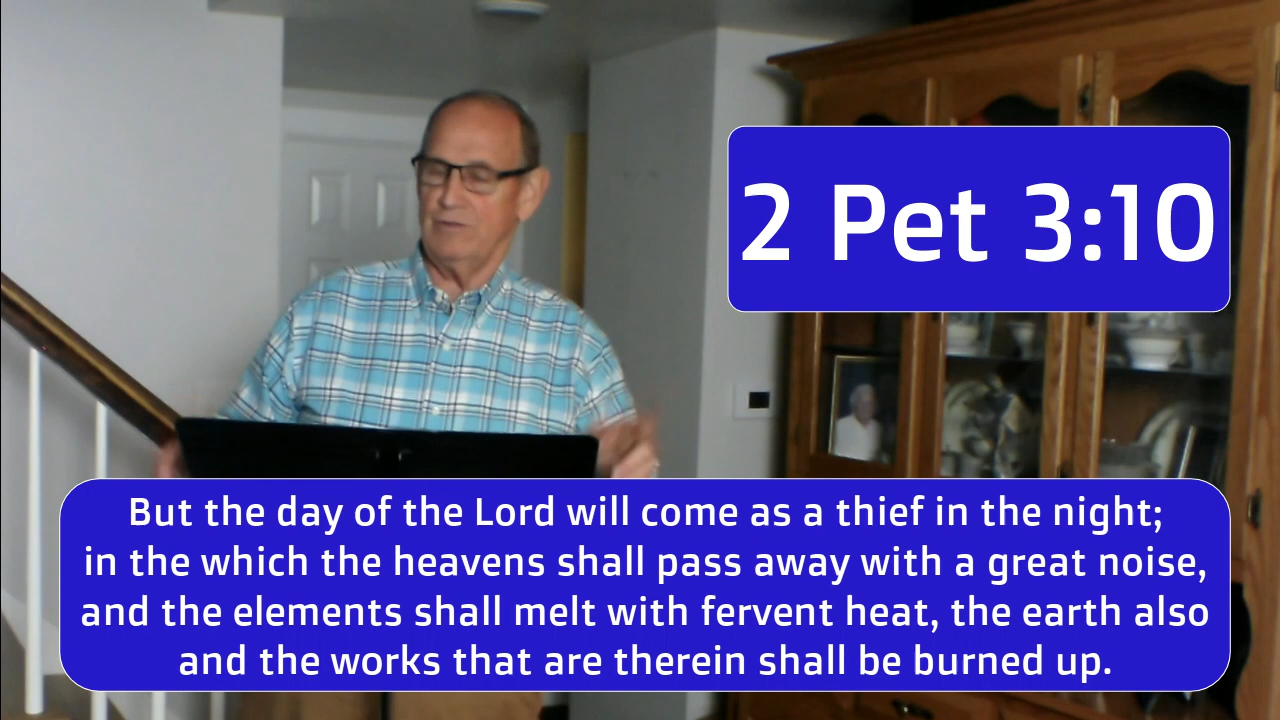 2 Pet 3:10
But the day of the Lord will come as a thief in the night;
in the which the heavens shall pass away with a great noise,
and the elements shall melt with fervent heat, the earth also
and the works that are therein shall be burned up.